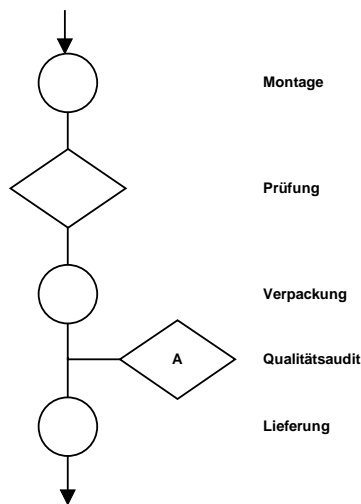 Montage
Prüfung
Verpackung
A
Qualitätsaudit
Lieferung